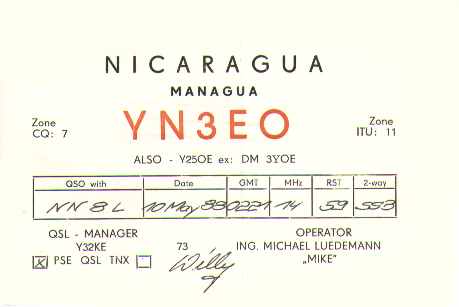 NICARAGUA
MANAGUA
Zone
CQ: 7
YN3EO
Zone
ITU: 11
ALSO - Y25OE ex: DM 3YOE
QSO with Date GMT MHz RST 2-way
NN8L 10 May 88 0221 14 59 SSB
QSL - MANAGER
Y32KE
73
OPERATOR
ING. MICHAEL LUEDEMANN
„MIKE”
☒ PSE QSL TNX ☐
Willy